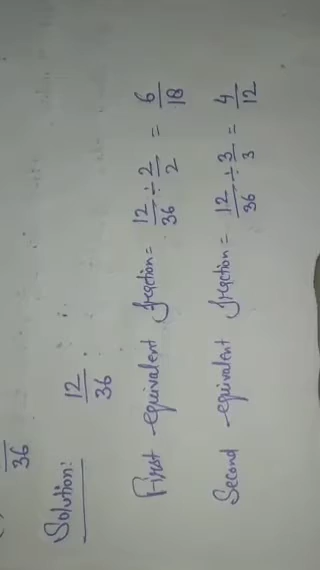 36
Solution:
12/36
First equivalent fraction = 12/36 ÷ 2/2 = 6/18
Second equivalent fraction = 12/36 ÷ 3/3 = 4/12